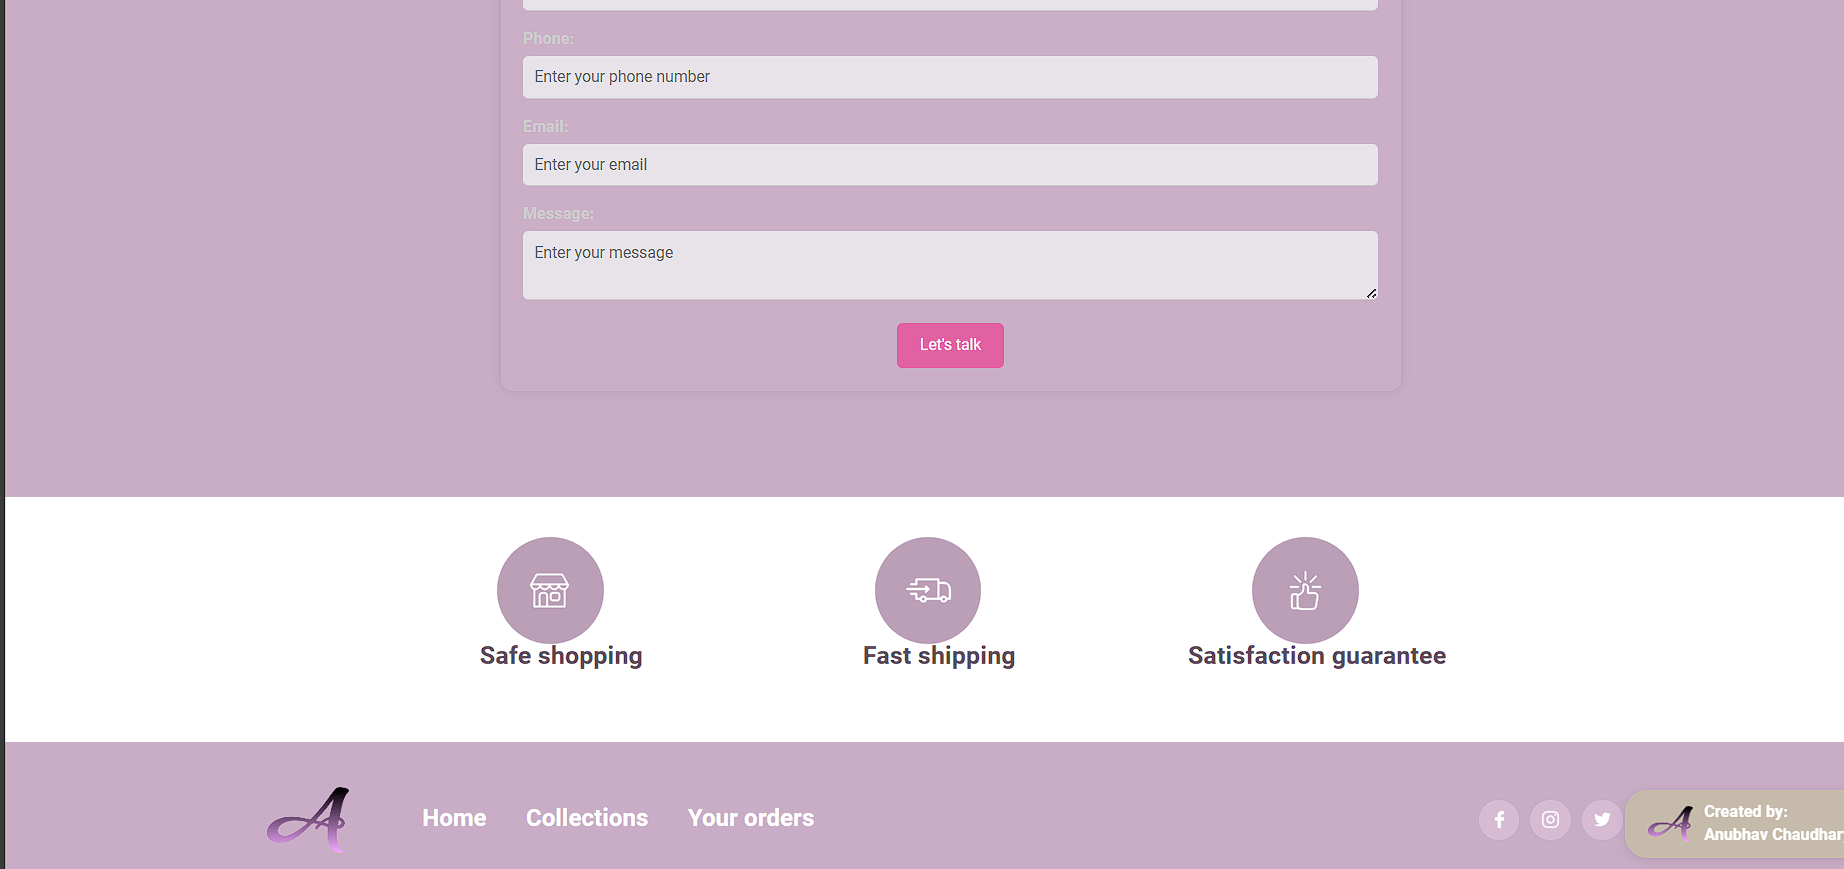 Phone:
Enter your phone number
Email:
Enter your email
Message:
Enter your message
Let's talk
Safe shopping
Fast shipping
Satisfaction guarantee
A
Home
Collections
Your orders
A
Created by:
Anubhav Chaudhar